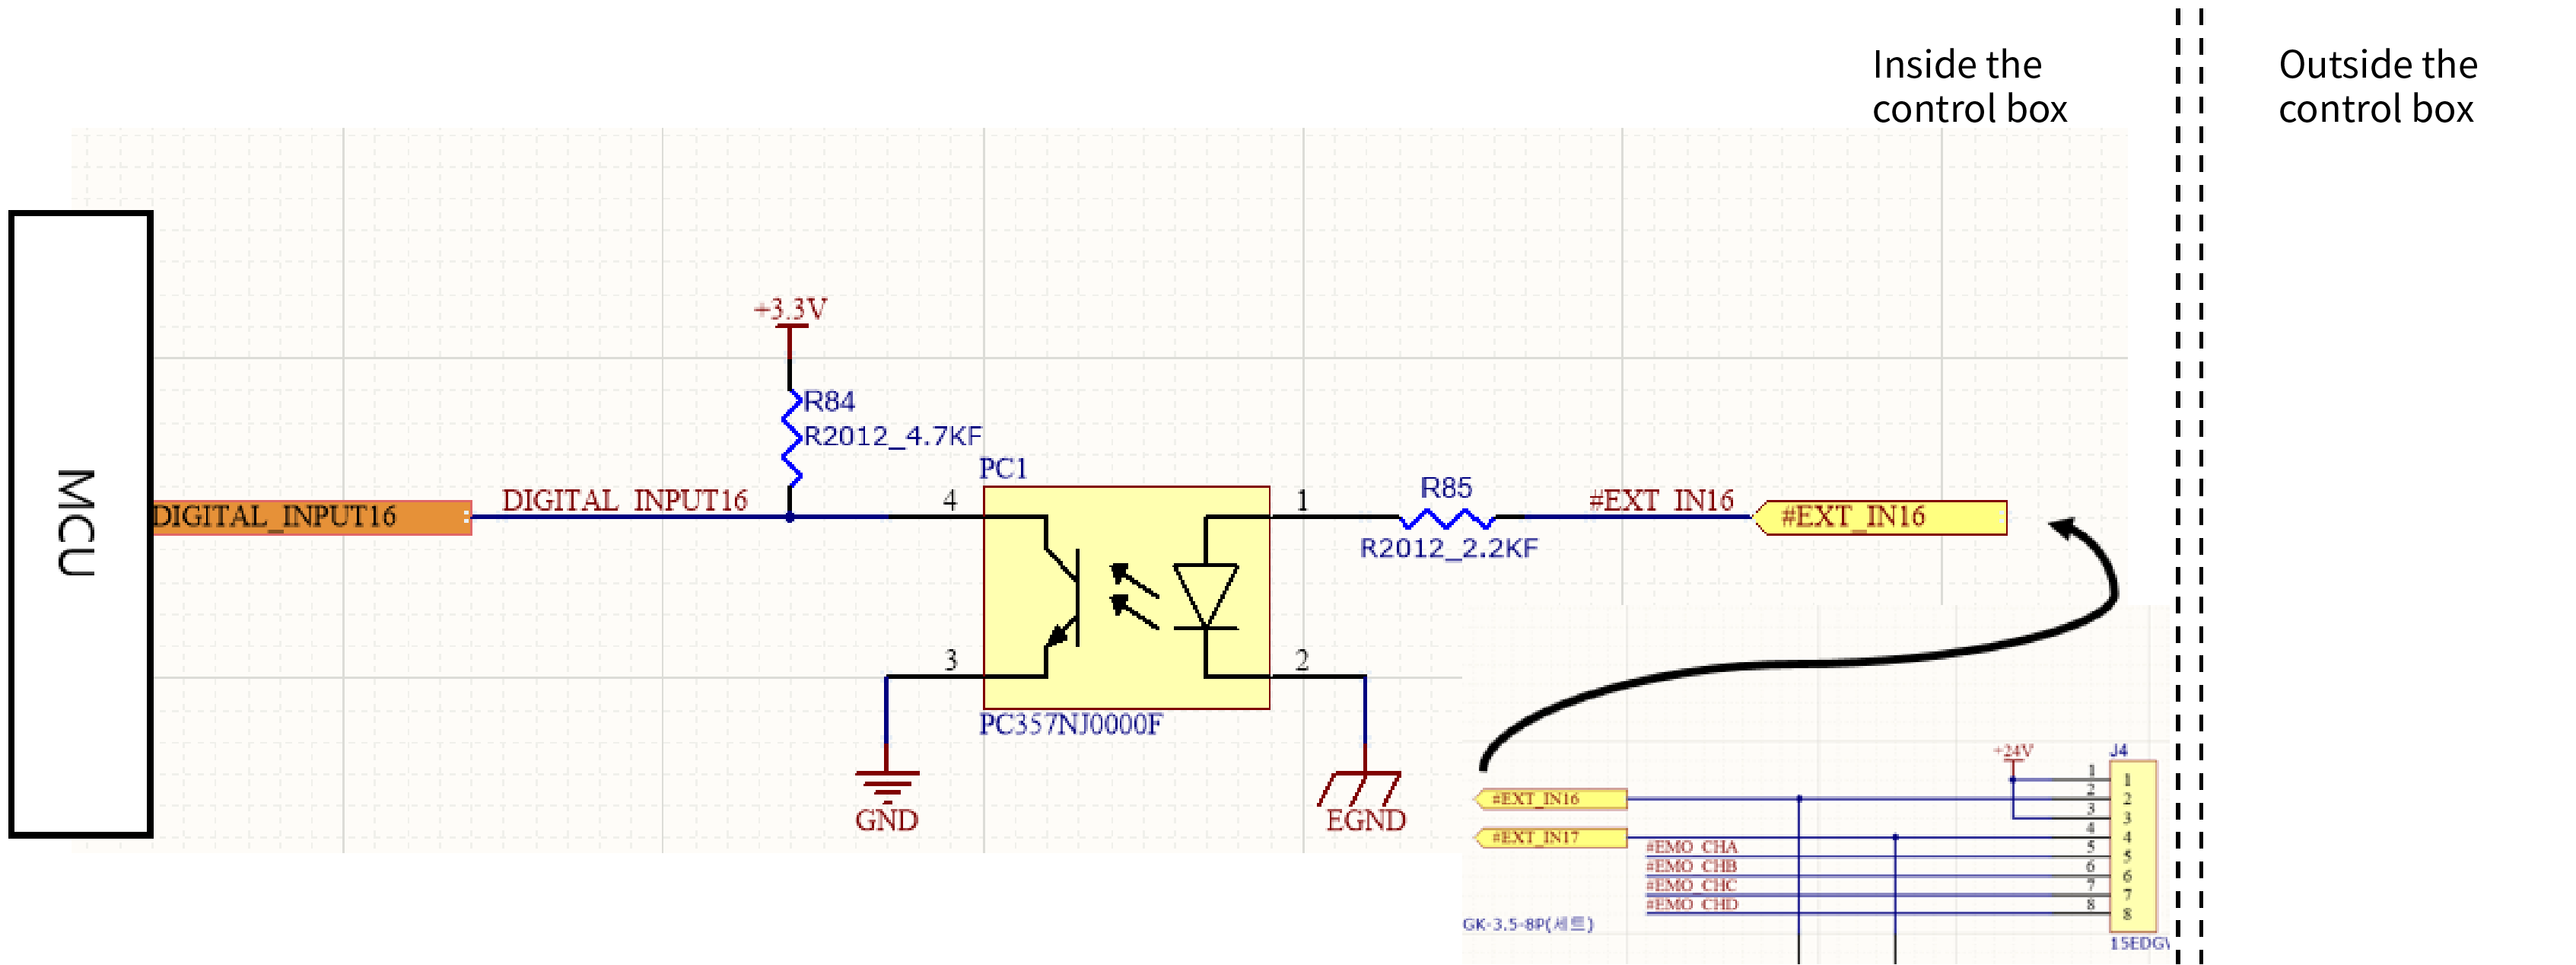 Inside the
control box
Outside the
control box
+3.3V
R84
R2012_4.7KF
PC1
MCU
DIGITAL_INPUT16
DIGITAL_INPUT16
4
1
R85
R2012_2.2KF
#EXT_IN16
#EXT_IN16
3
2
PC357NJ0000F
GND
EGND
+24V
J4
1
1
#EXT_IN16
2
2
3
3
#EXT_IN17
4
4
#EMO_CHA
5
5
#EMO_CHB
6
6
#EMO_CHC
7
7
#EMO_CHD
8
8
GK-3.5-8P(세트)
15EDGV